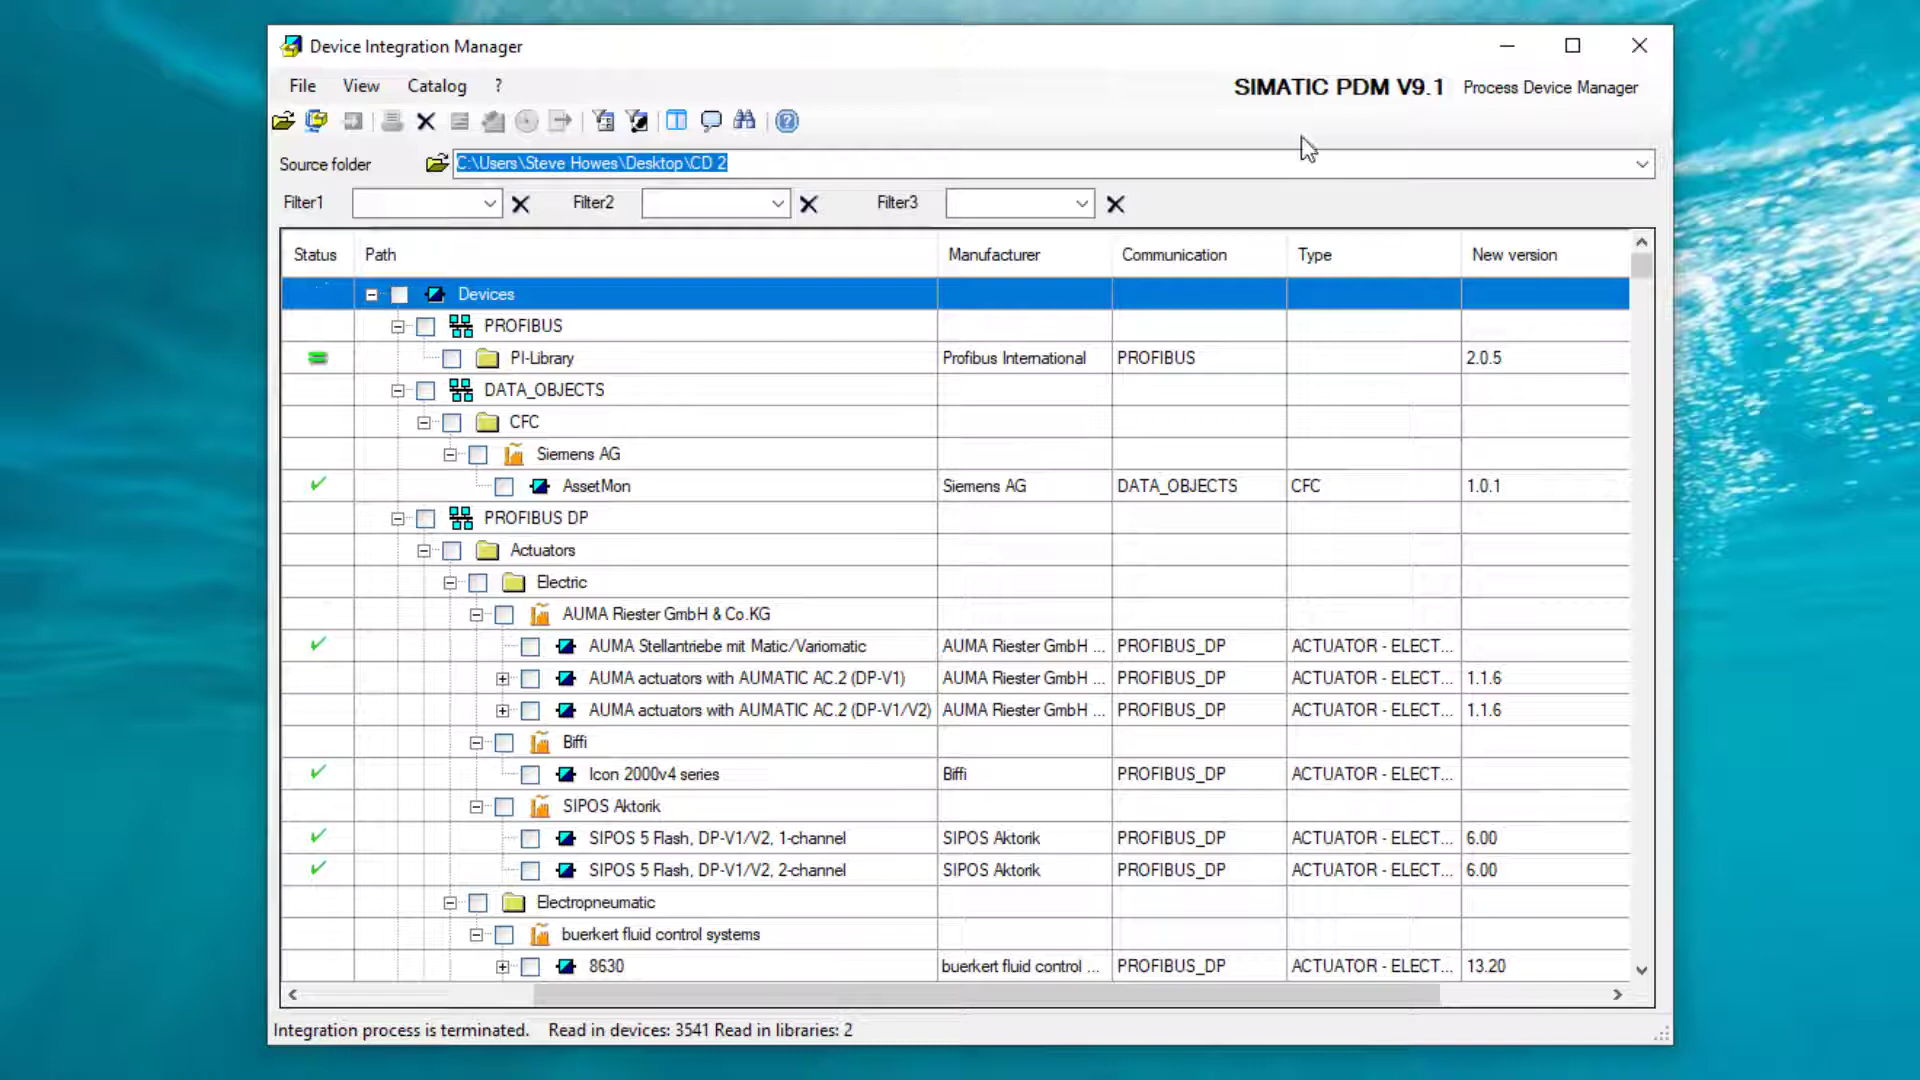 Device Integration Manager
File View Catalog ?
SIMATIC PDM V9.1 Process Device Manager
Source folder C:\Users\Steve Howes\Desktop\CD 2
Filter1 Filter2 Filter3
Status Path Manufacturer Communication Type New version
Devices
PROFIBUS
PI-Library Profibus International PROFIBUS 2.0.5
DATA_OBJECTS
CFC
Siemens AG
AssetMon Siemens AG DATA_OBJECTS CFC 1.0.1
PROFIBUS DP
Actuators
Electric
AUMA Riester GmbH & Co.KG
AUMA Stellantriebe mit Matic/Variomatic AUMA Riester GmbH ... PROFIBUS_DP ACTUATOR - ELECT...
AUMA actuators with AUMATIC AC.2 (DP-V1) AUMA Riester GmbH ... PROFIBUS_DP ACTUATOR - ELECT... 1.1.6
AUMA actuators with AUMATIC AC.2 (DP-V1/V2) AUMA Riester GmbH ... PROFIBUS_DP ACTUATOR - ELECT... 1.1.6
Biffi
Icon 2000v4 series Biffi PROFIBUS_DP ACTUATOR - ELECT...
SIPOS Aktorik
SIPOS 5 Flash, DP-V1/V2, 1-channel SIPOS Aktorik PROFIBUS_DP ACTUATOR - ELECT... 6.00
SIPOS 5 Flash, DP-V1/V2, 2-channel SIPOS Aktorik PROFIBUS_DP ACTUATOR - ELECT... 6.00
Electropneumatic
buerkert fluid control systems
8630 buerkert fluid control ... PROFIBUS_DP ACTUATOR - ELECT... 13.20
Integration process is terminated. Read in devices: 3541 Read in libraries: 2